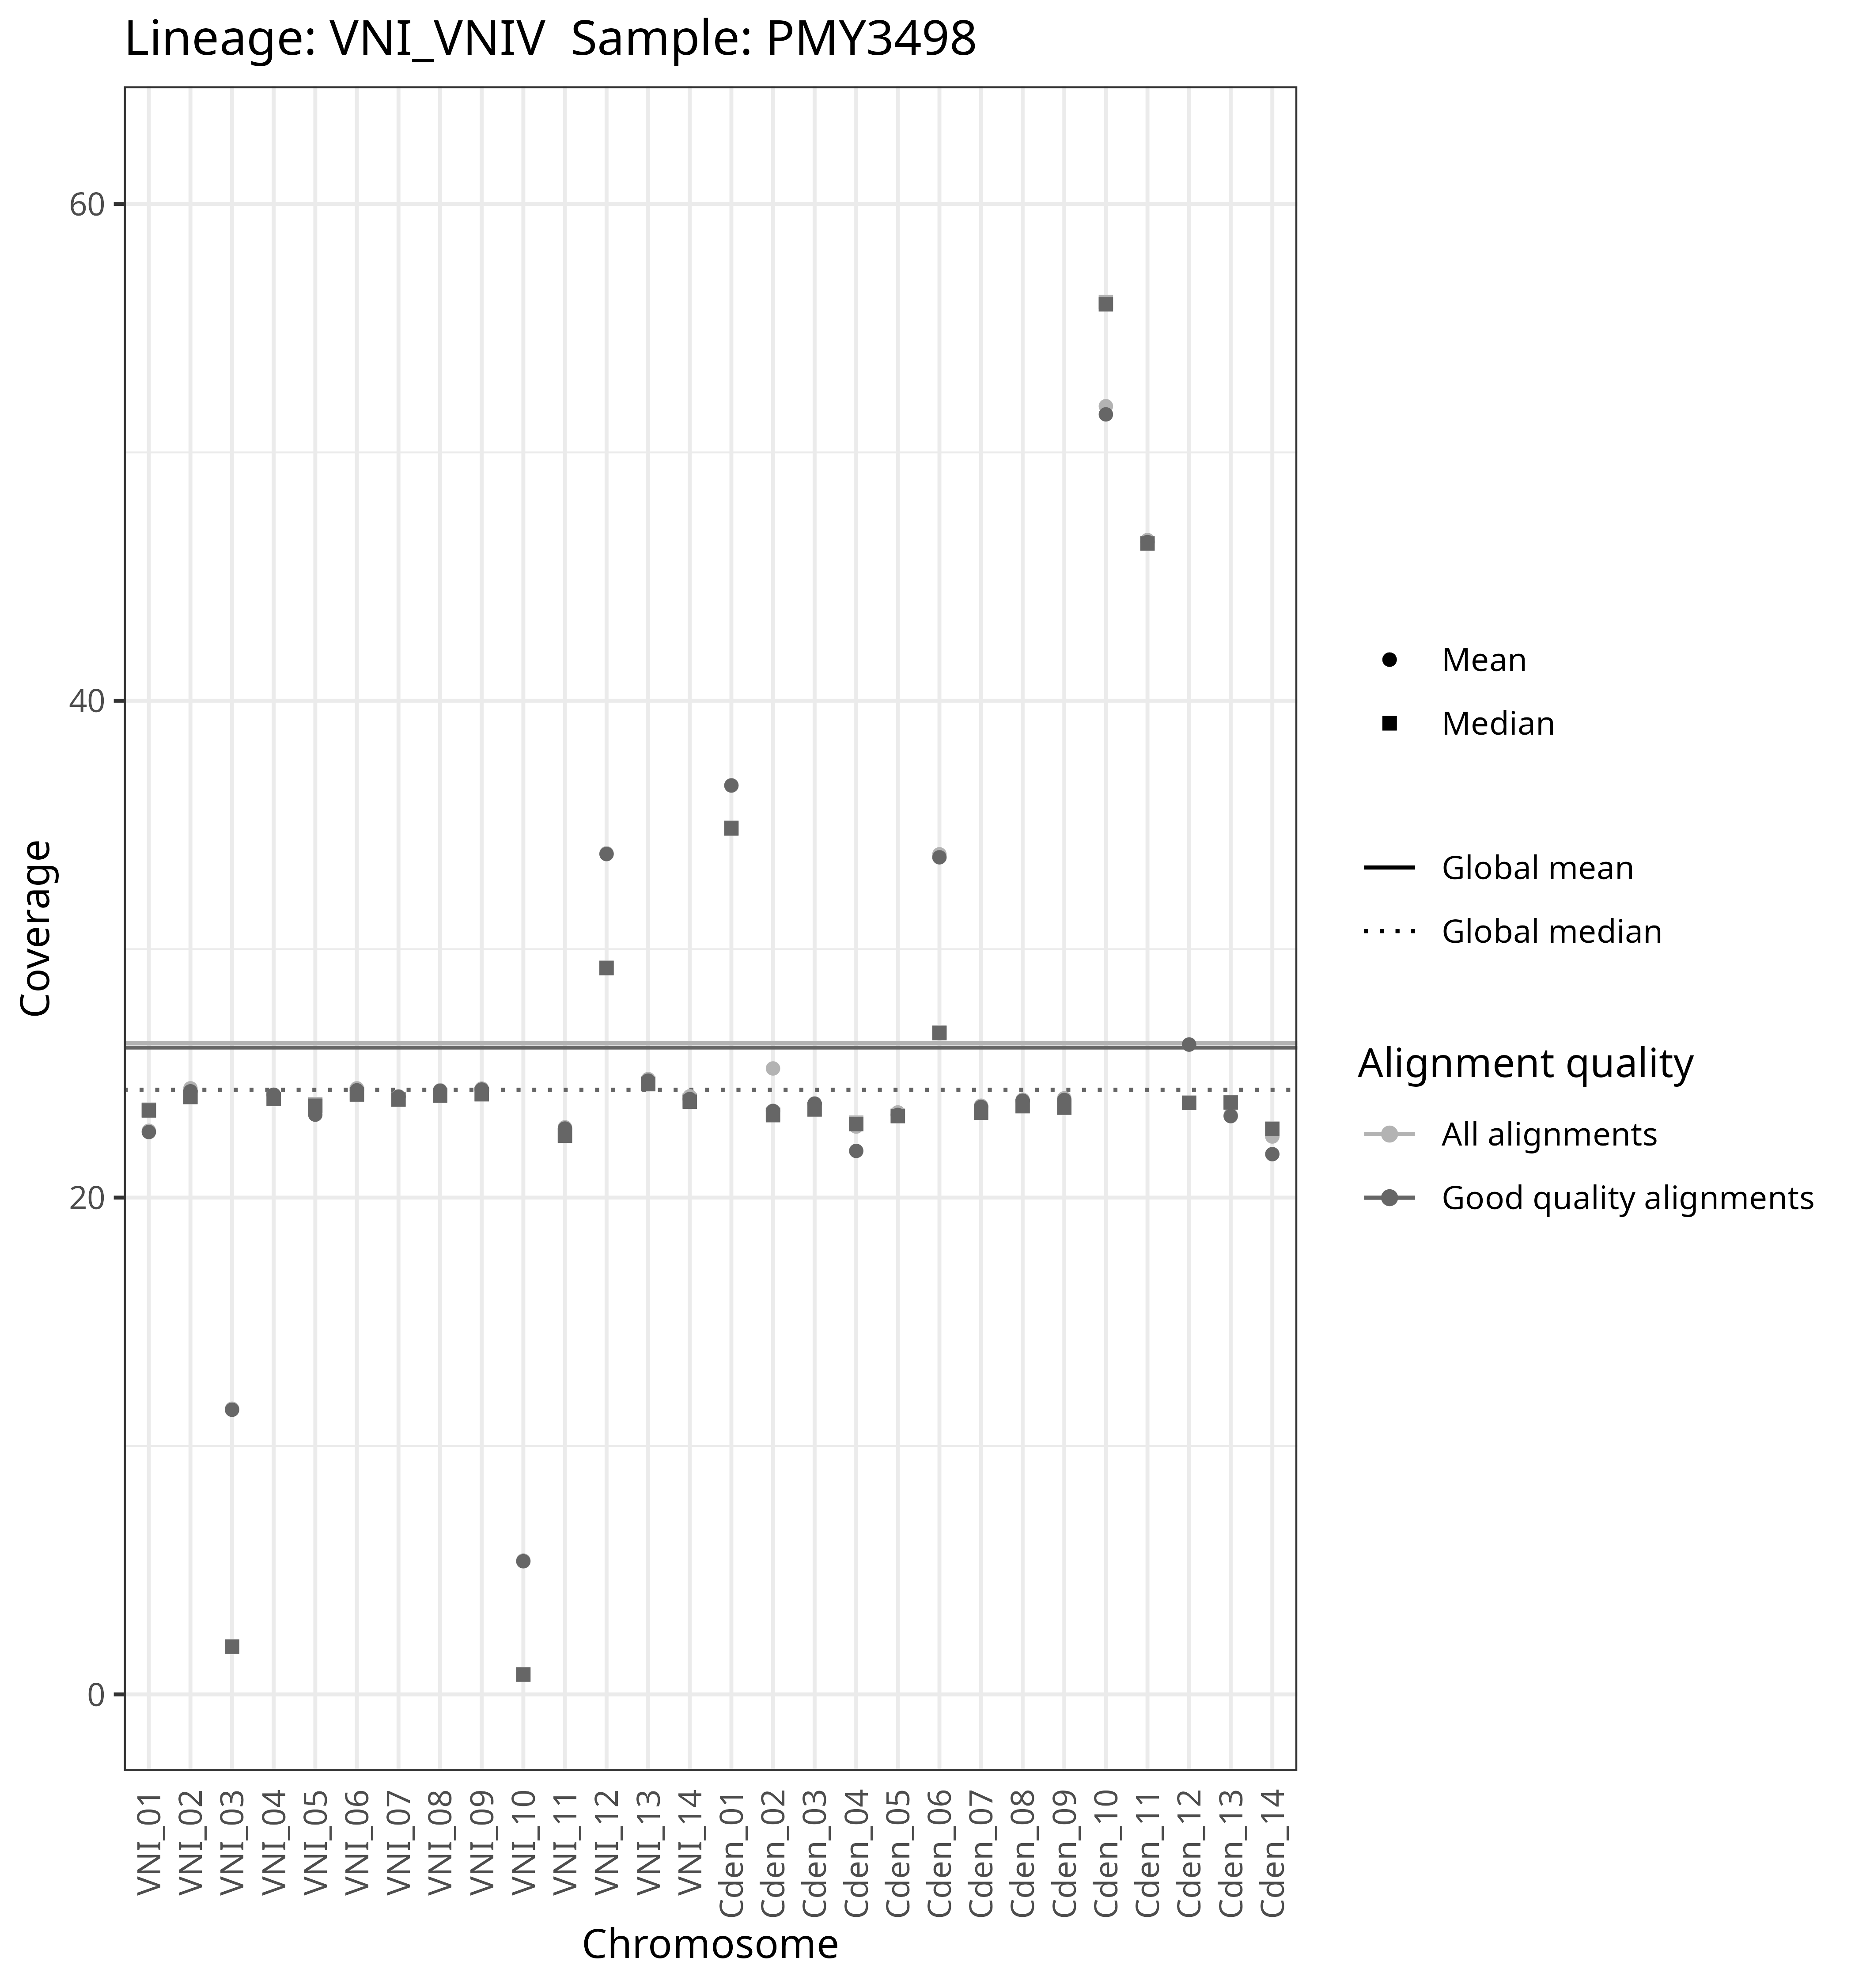 Lineage: VNI_VNIV  Sample: PMY3498
60
40
20
0
Coverage
VNI_01
VNI_02
VNI_03
VNI_04
VNI_05
VNI_06
VNI_07
VNI_08
VNI_09
VNI_10
VNI_11
VNI_12
VNI_13
VNI_14
Cden_01
Cden_02
Cden_03
Cden_04
Cden_05
Cden_06
Cden_07
Cden_08
Cden_09
Cden_10
Cden_11
Cden_12
Cden_13
Cden_14
Chromosome
Mean
Median
Global mean
Global median
Alignment quality
All alignments
Good quality alignments